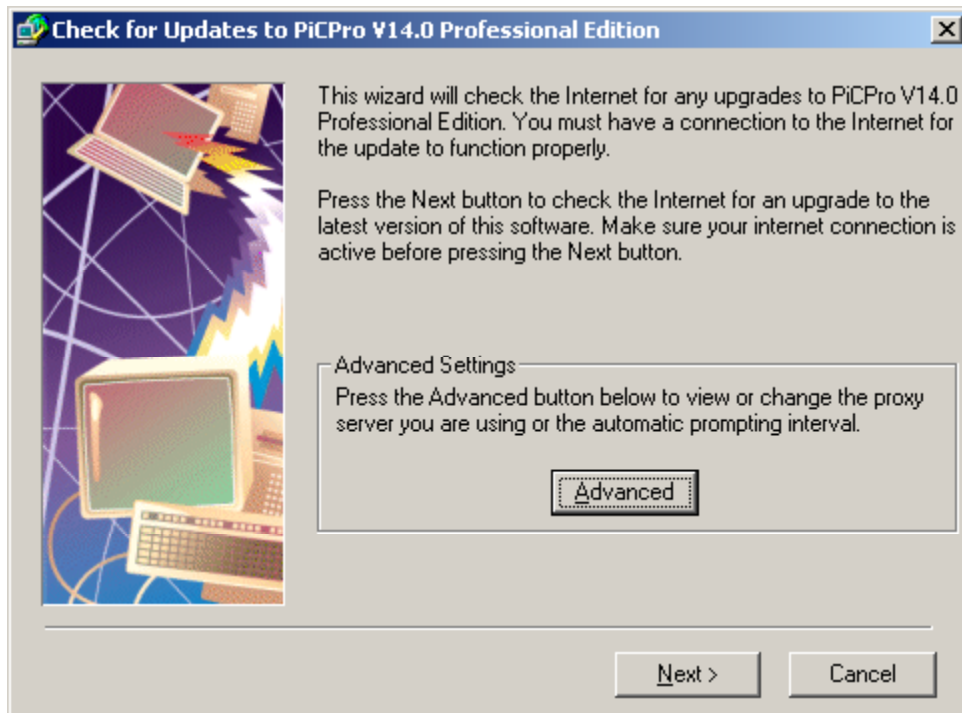 Check for Updates to PiCPro V14.0 Professional Edition
This wizard will check the Internet for any upgrades to PiCPro V14.0
Professional Edition. You must have a connection to the Internet for
the update to function properly.
Press the Next button to check the Internet for an upgrade to the
latest version of this software. Make sure your internet connection is
active before pressing the Next button.
Advanced Settings
Press the Advanced button below to view or change the proxy
server you are using or the automatic prompting interval.
Advanced
Next >
Cancel